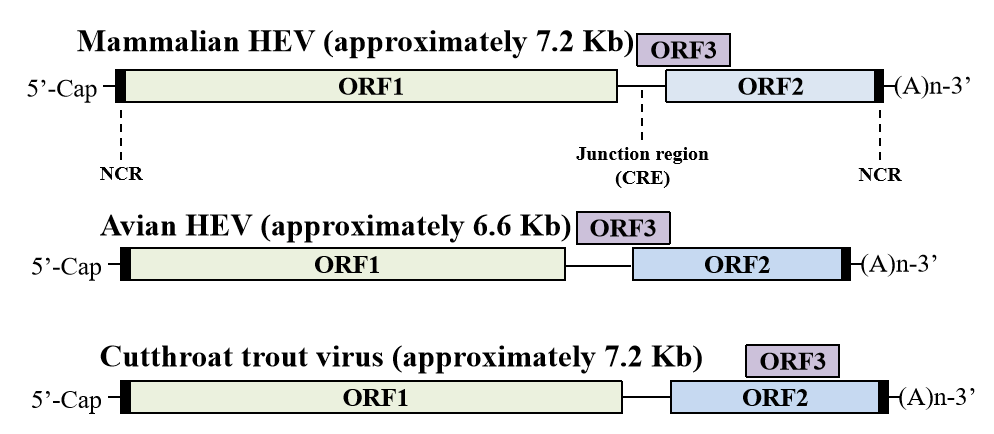 Mammalian HEV (approximately 7.2 Kb)
ORF3
5’-Cap
ORF1
ORF2
(A)n-3’
NCR
Junction region
(CRE)
NCR
Avian HEV (approximately 6.6 Kb)
ORF3
5’-Cap
ORF1
ORF2
(A)n-3’
Cutthroat trout virus (approximately 7.2 Kb)
ORF3
5’-Cap
ORF1
ORF2
(A)n-3’